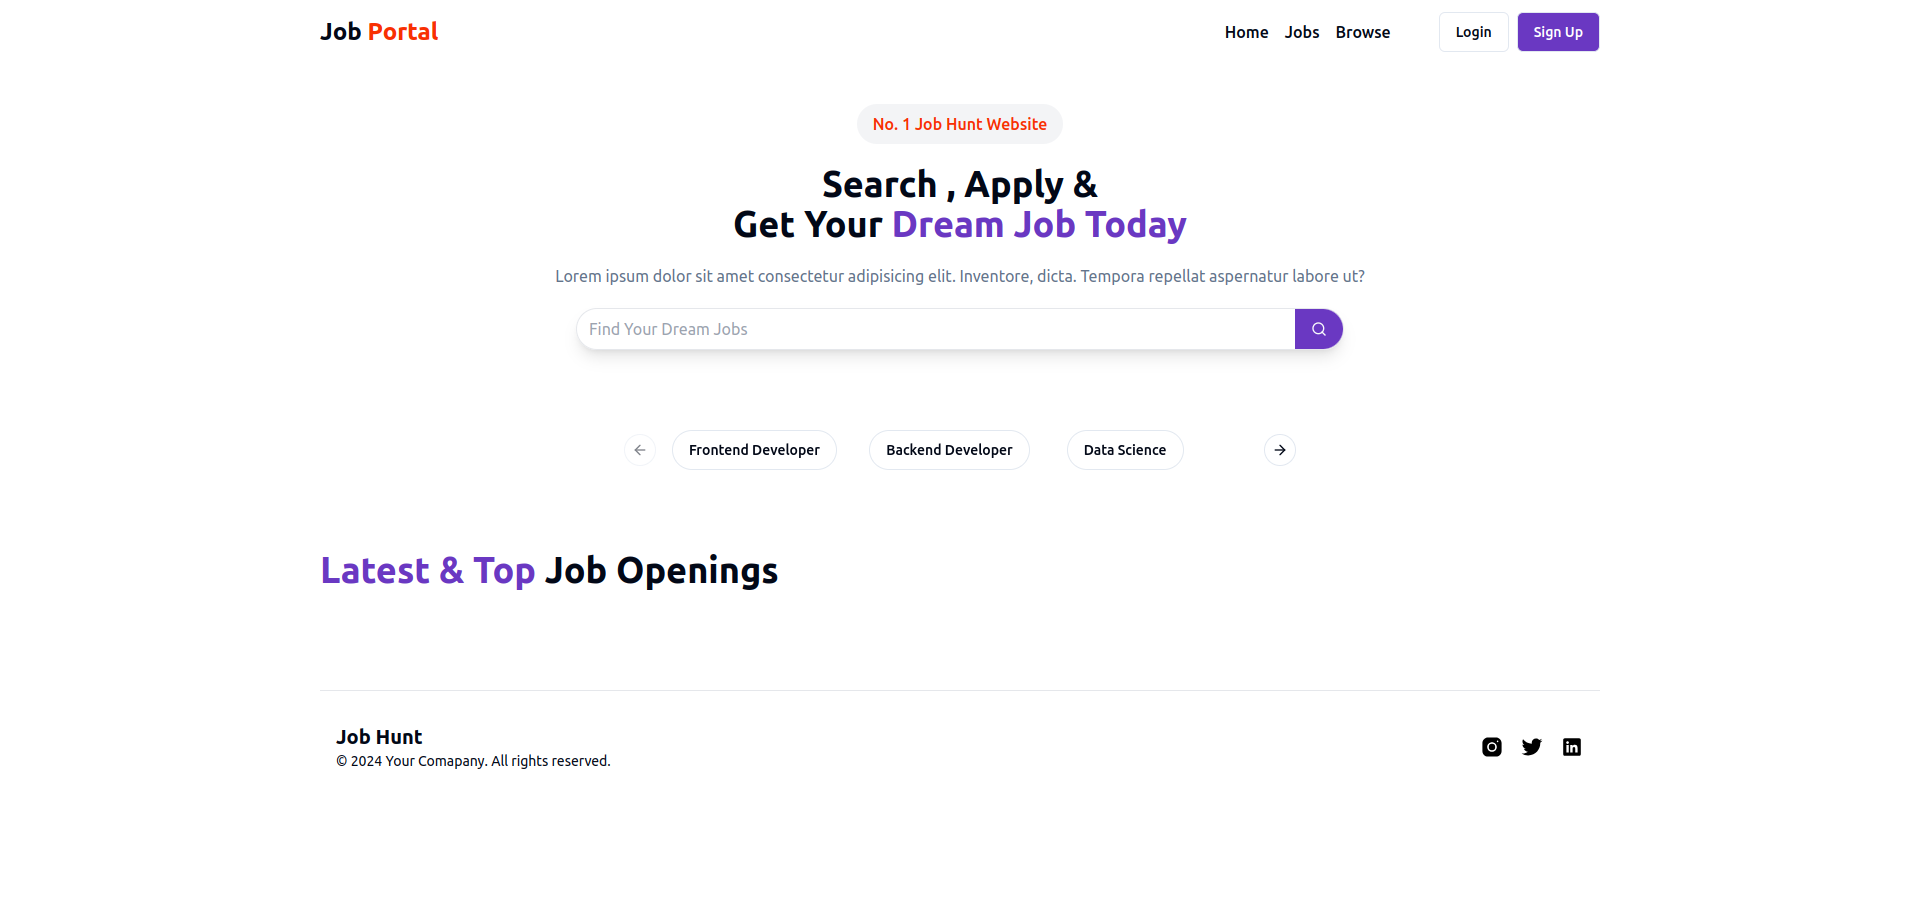 Job Portal
Home Jobs Browse Login Sign Up
No. 1 Job Hunt Website
Search , Apply &
Get Your Dream Job Today
Lorem ipsum dolor sit amet consectetur adipisicing elit. Inventore, dicta. Tempora repellat aspernatur labore ut?
Find Your Dream Jobs
Frontend Developer Backend Developer Data Science
Latest & Top Job Openings
Job Hunt
© 2024 Your Comapany. All rights reserved.